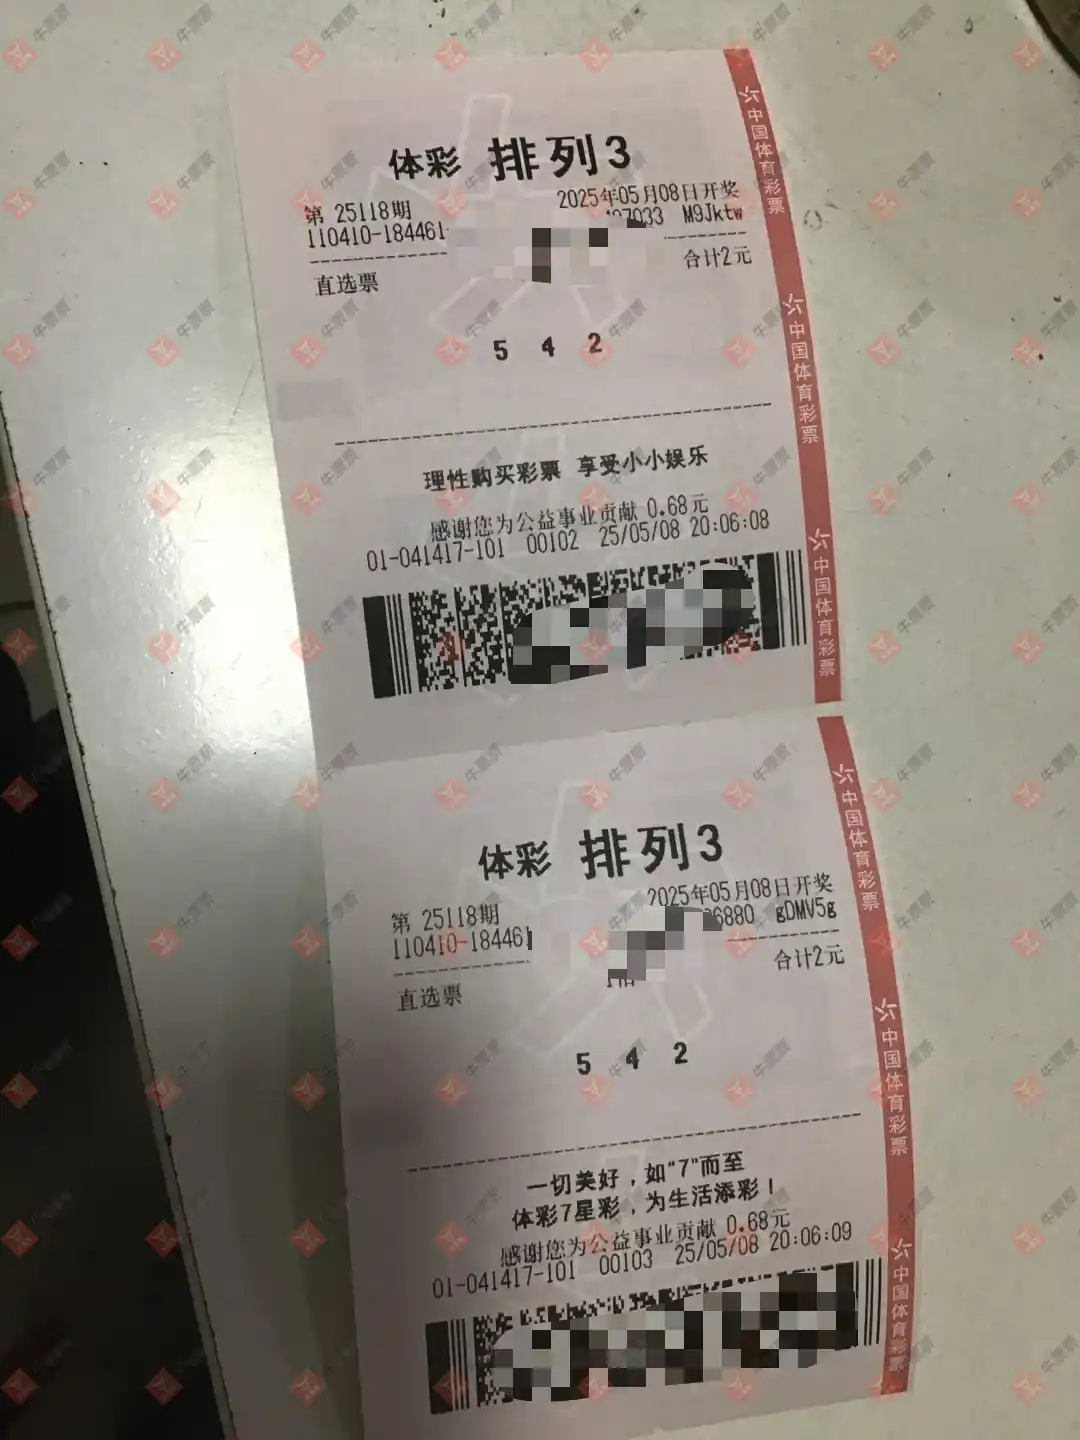 体彩 排列3
第 25118期 2025年05月08日开奖
110410-184461 7033 M9Jktw
直选票 合计2元
5 4 2
理性购买彩票 享受小小娱乐
感谢您为公益事业贡献 0.68元
01-041417-101 00102 25/05/08 20:06:08
中国体育彩票
中国体育彩票
中国体育彩票
体彩 排列3
第 25118期 2025年05月08日开奖
110410-184461 6880 gDMV5g
直选票 合计2元
5 4 2
一切美好，如"7"而至
体彩7星彩，为生活添彩！
感谢您为公益事业贡献 0.68元
01-041417-101 00103 25/05/08 20:06:09
中国体育彩票
中国体育彩票
中国体育彩票
牛票票